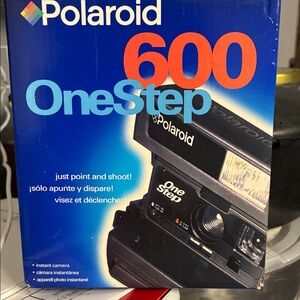 Polaroid
600
OneStep
Polaroid
just point and shoot!
¡sólo apunte y dispare!
visez et déclenchez!
One
Step
• instant camera
• cámara instantánea
• appareil photo instantané